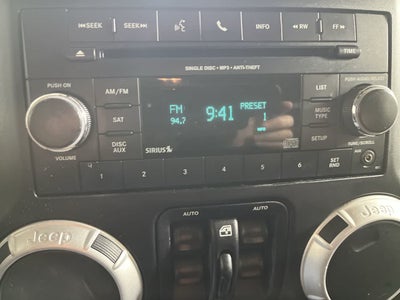 SEEK SEEK INFO RW FF
TIME
SINGLE DISC • MP3 • ANTI-THEFT
PUSH ON
PUSH AUDIO/SELECT
AM/FM
LIST
FM 9:41 PRESET
94.7 1
SAT
MUSIC TYPE
DISC AUX
SETUP
SIRIUS
VOLUME
TUNE/SCROLL
AUX
1 2 3 4 5 6 SET RND
AUTO AUTO
Jeep Jeep